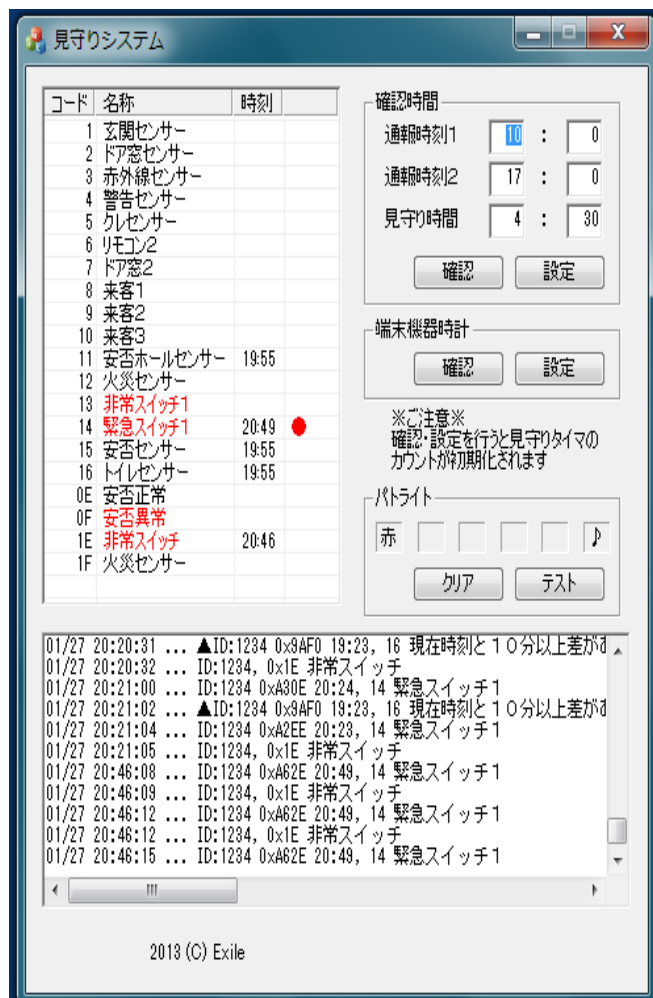 見守りシステム
コード 名称 時刻
1 玄関センサー
2 ドア窓センサー
3 赤外線センサー
4 警告センサー
5 クレセンサー
6 リモコン2
7 ドア窓2
8 来客1
9 来客2
10 来客3
11 安否ホールセンサー 19:55
12 火災センサー
13 非常スイッチ1
14 緊急スイッチ1 20:49
15 安否センサー 19:55
16 トイレセンサー 19:55
0E 安否正常
0F 安否異常
1E 非常スイッチ 20:46
1F 火災センサー
確認時間
通報時刻1 10 : 0
通報時刻2 17 : 0
見守り時間 4 : 30
確認 設定
端末機器時計
確認 設定
※ご注意※
確認・設定を行うと見守りタイマの
カウントが初期化されます
パトライト
赤 ♪
クリア テスト
01/27 20:20:31 ... ▲ID:1234 0x9AF0 19:23, 16 現在時刻と10分以上差が
01/27 20:20:32 ... ID:1234, 0x1E 非常スイッチ
01/27 20:21:00 ... ID:1234 0xA30E 20:24, 14 緊急スイッチ1
01/27 20:21:02 ... ▲ID:1234 0x9AF0 19:23, 16 現在時刻と10分以上差が
01/27 20:21:04 ... ID:1234 0xA2EE 20:23, 14 緊急スイッチ1
01/27 20:21:05 ... ID:1234, 0x1E 非常スイッチ
01/27 20:46:08 ... ID:1234 0xA62E 20:49, 14 緊急スイッチ1
01/27 20:46:09 ... ID:1234, 0x1E 非常スイッチ
01/27 20:46:12 ... ID:1234 0xA62E 20:49, 14 緊急スイッチ1
01/27 20:46:12 ... ID:1234, 0x1E 非常スイッチ
01/27 20:46:15 ... ID:1234 0xA62E 20:49, 14 緊急スイッチ1
2013 (C) Exile